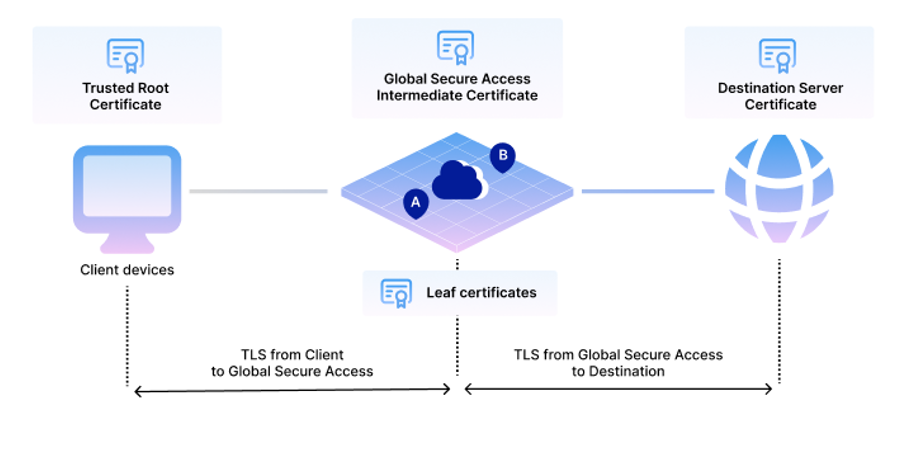 Trusted Root
Certificate
Global Secure Access
Intermediate Certificate
Destination Server
Certificate
B
A
Client devices
Leaf certificates
TLS from Client
to Global Secure Access
TLS from Global Secure Access
to Destination